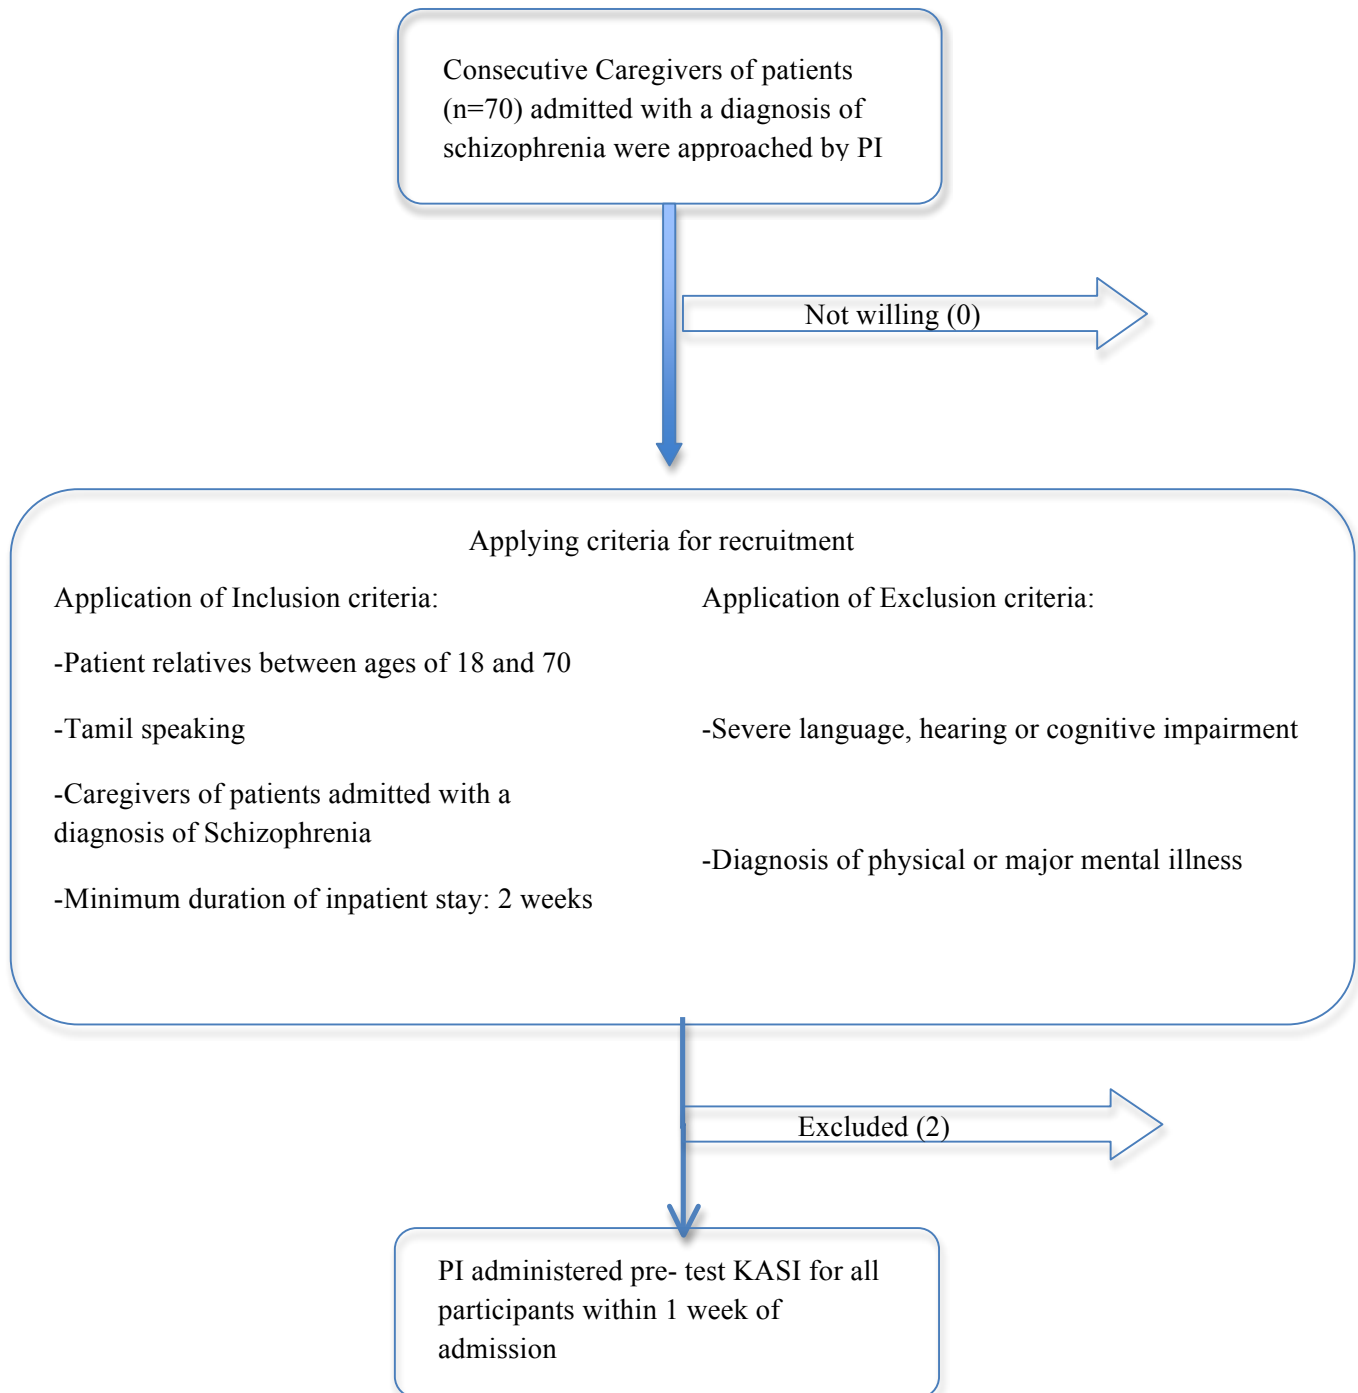 Consecutive Caregivers of patients
(n=70) admitted with a diagnosis of
schizophrenia were approached by PI
Not willing (0)
Applying criteria for recruitment
Application of Inclusion criteria:
-Patient relatives between ages of 18 and 70
-Tamil speaking
-Caregivers of patients admitted with a
diagnosis of Schizophrenia
-Minimum duration of inpatient stay: 2 weeks
Application of Exclusion criteria:
-Severe language, hearing or cognitive impairment
-Diagnosis of physical or major mental illness
Excluded (2)
PI administered pre- test KASI for all
participants within 1 week of
admission